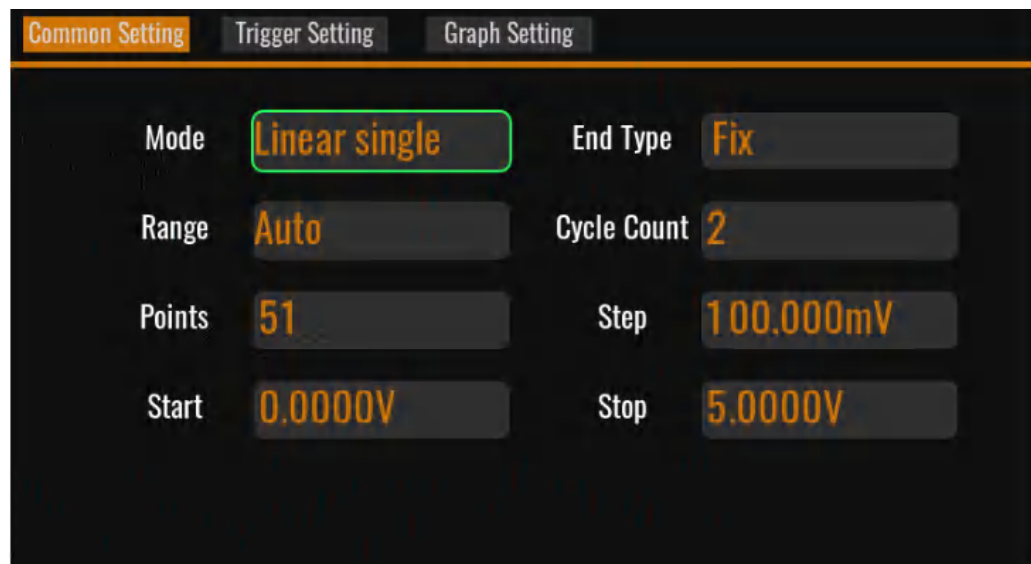 Common Setting Trigger Setting Graph Setting
Mode Linear single End Type Fix
Range Auto Cycle Count 2
Points 51 Step 100.000mV
Start 0.0000V Stop 5.0000V